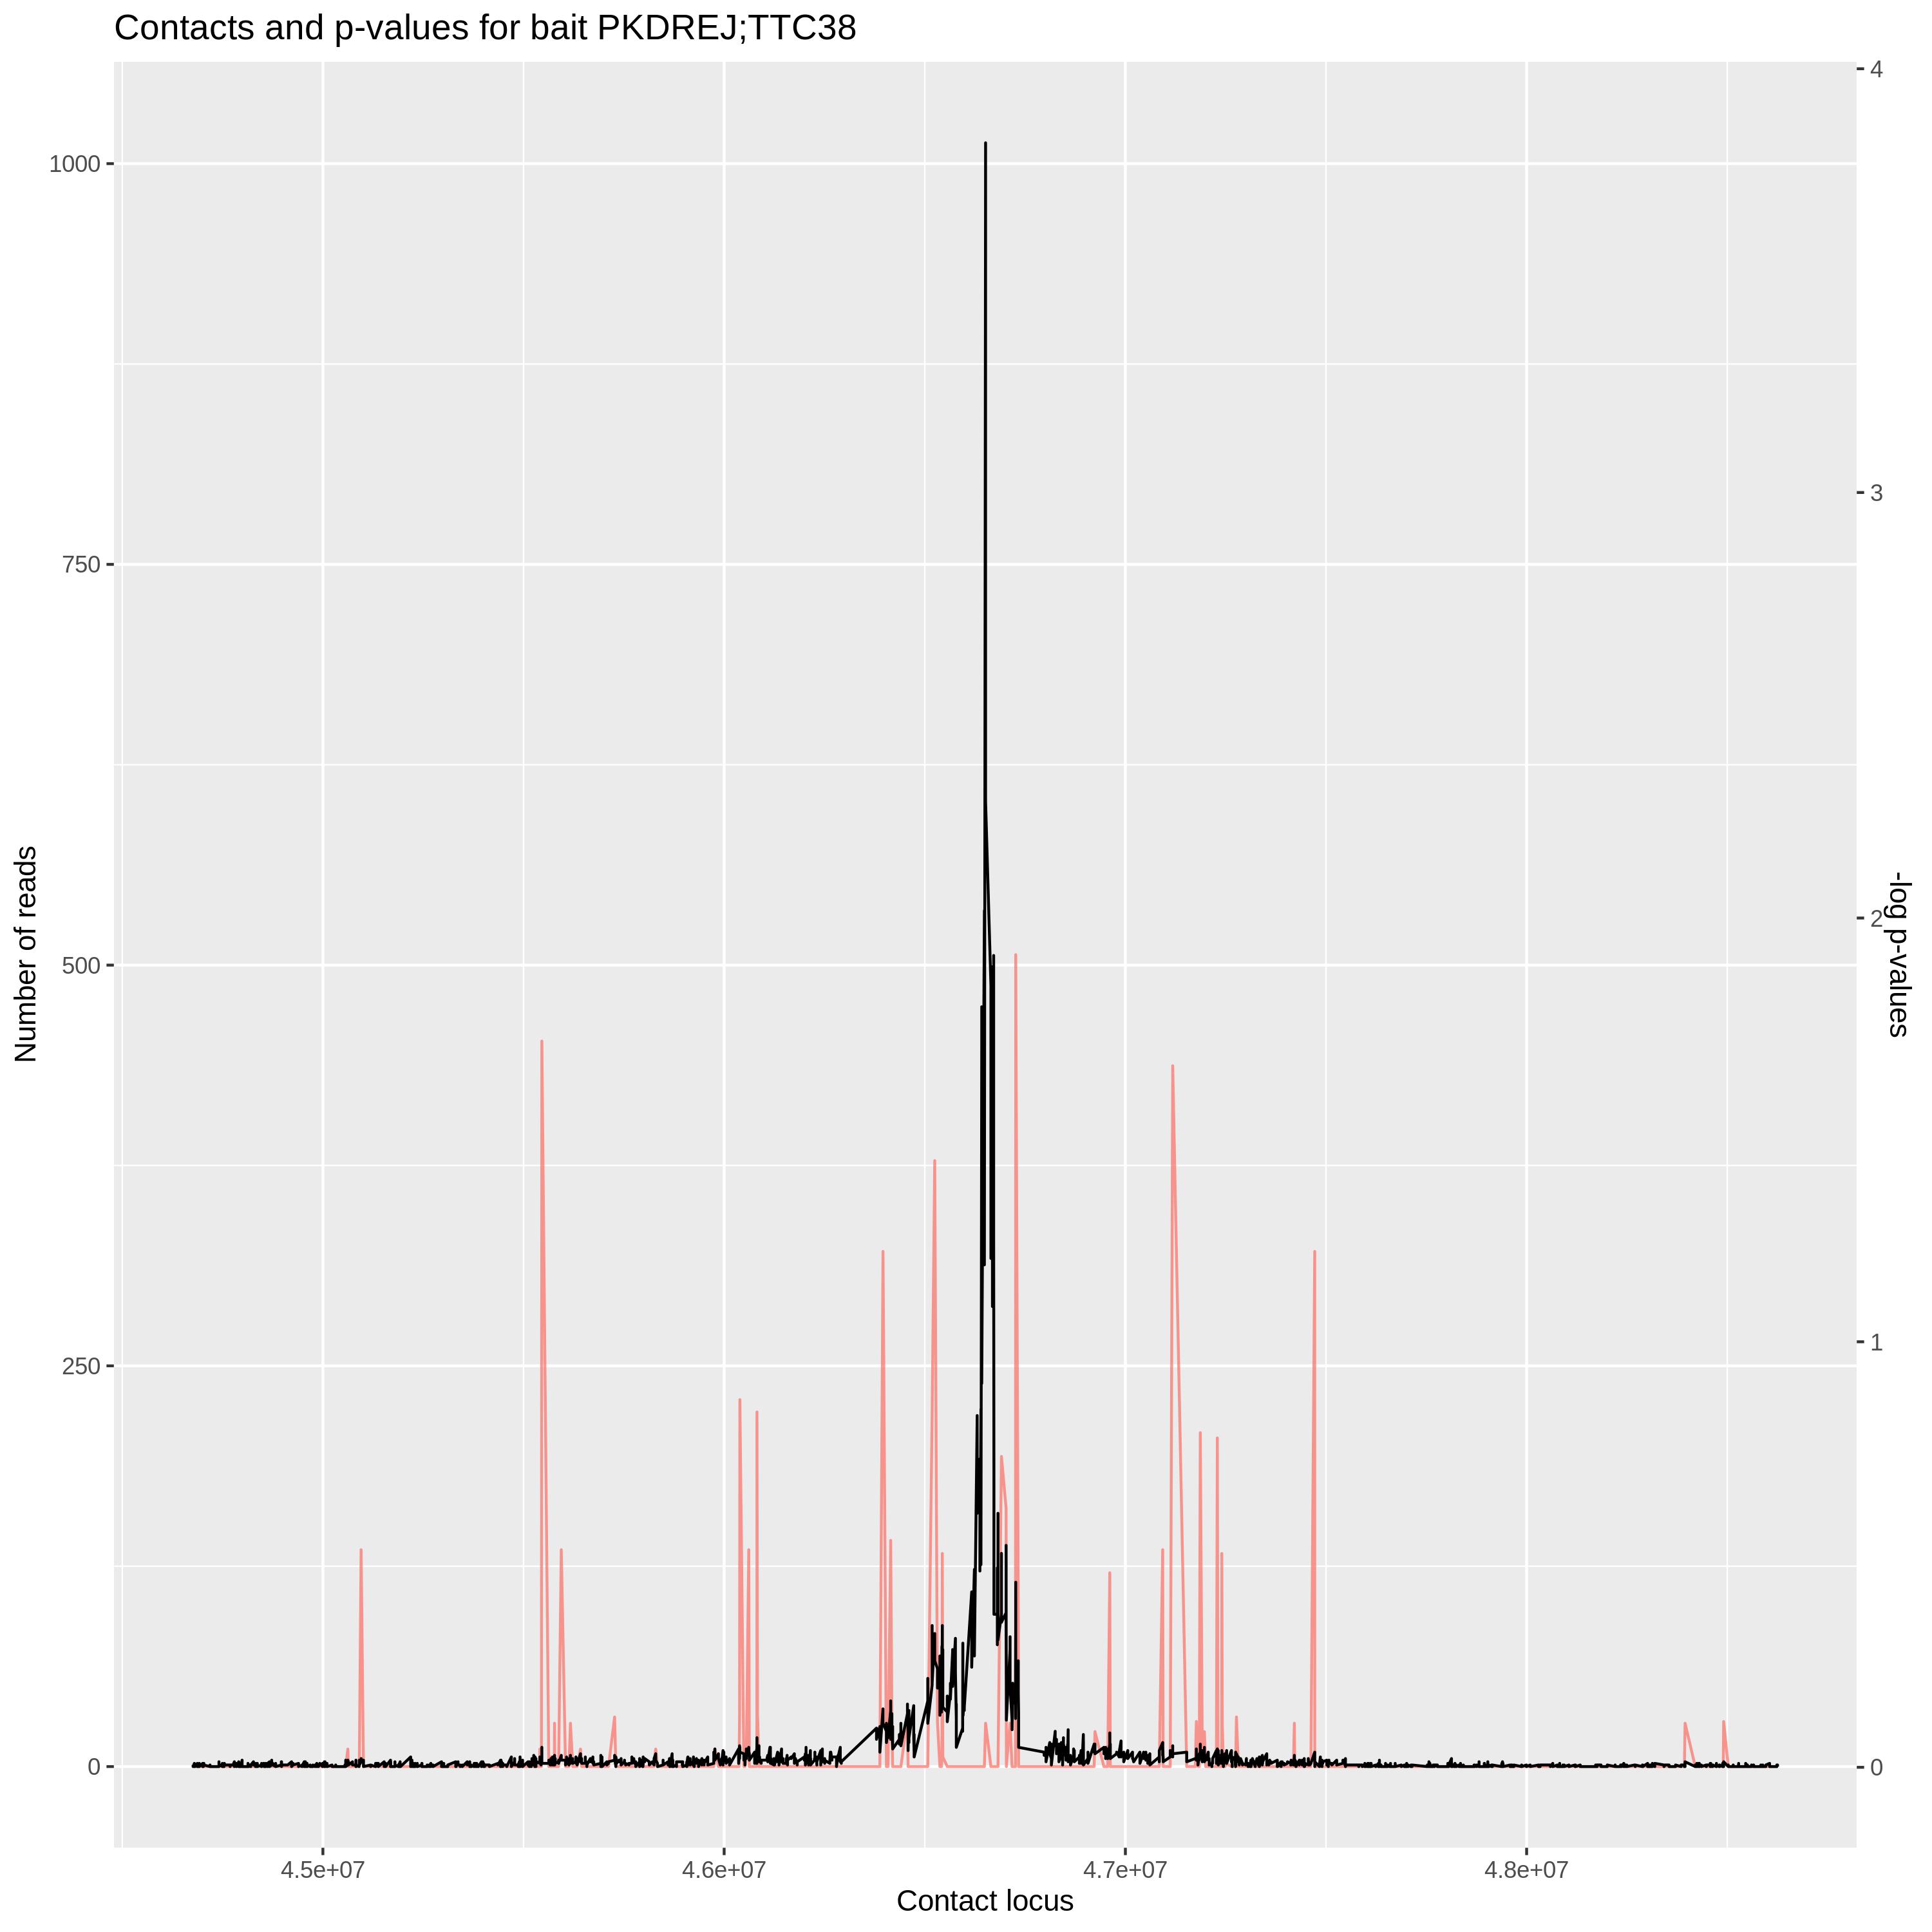 Contacts and p-values for bait PKDREJ;TTC38
1000
750
500
250
0
Number of reads
4
3
2
1
0
-log p-values
4.5e+07 4.6e+07 4.7e+07 4.8e+07
Contact locus